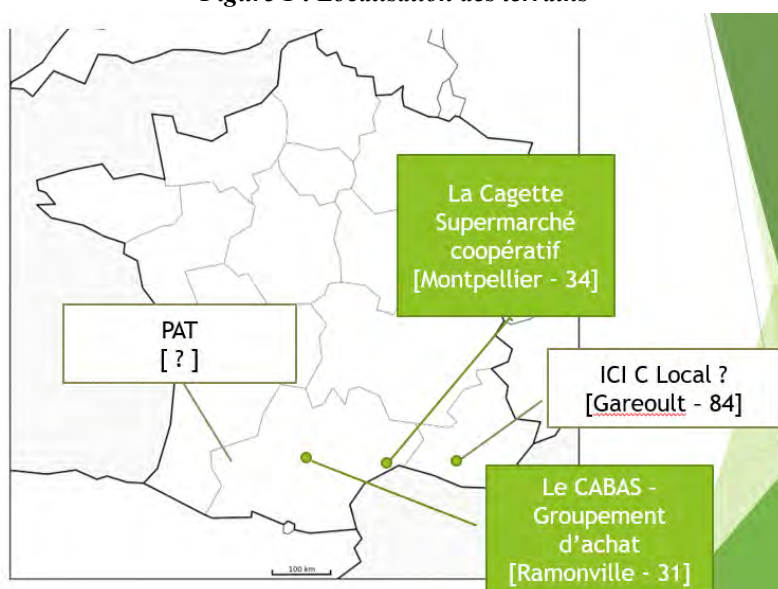 Figure 1 : Localisation des terrains
La Cagette
Supermarché
coopératif
[Montpellier - 34]
PAT
[ ? ]
ICI C Local ?
[Gareoult - 84]
Le CABAS -
Groupement
d'achat
[Ramonville - 31]
100 km